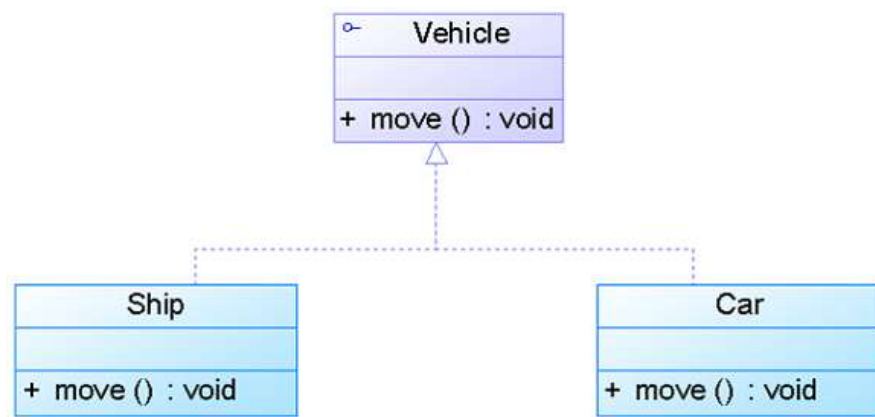 Vehicle
+ move () : void
Ship
Car
+ move () : void
+ move () : void